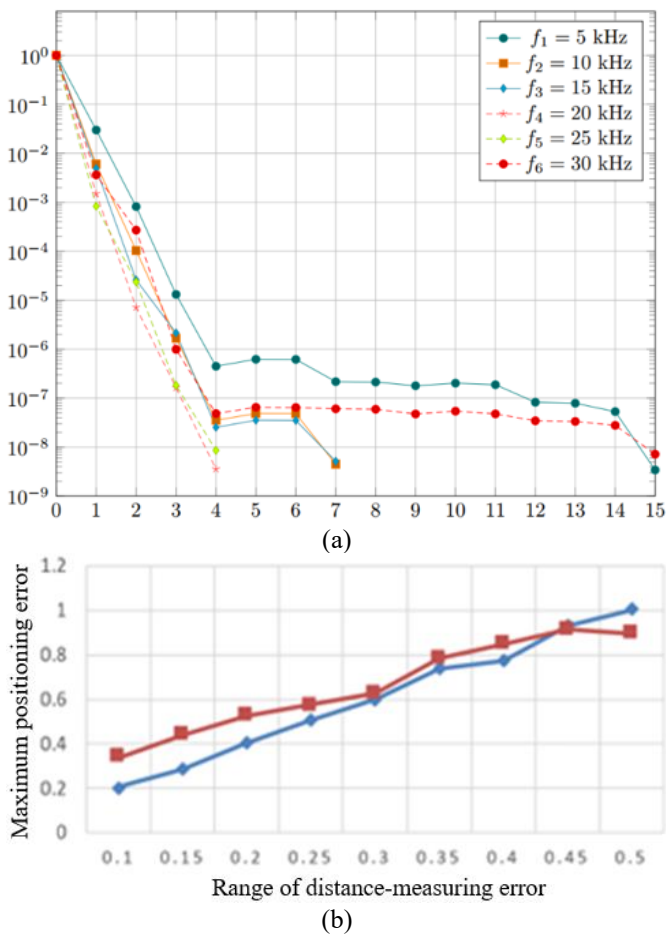 10⁰
10⁻¹
10⁻²
10⁻³
10⁻⁴
10⁻⁵
10⁻⁶
10⁻⁷
10⁻⁸
10⁻⁹
f₁ = 5 kHz
f₂ = 10 kHz
f₃ = 15 kHz
f₄ = 20 kHz
f₅ = 25 kHz
f₆ = 30 kHz
0 1 2 3 4 5 6 7 8 9 10 11 12 13 14 15
(a)
Maximum positioning error
1.2
1
0.8
0.6
0.4
0.2
0
0.1 0.15 0.2 0.25 0.3 0.35 0.4 0.45 0.5
Range of distance-measuring error
(b)